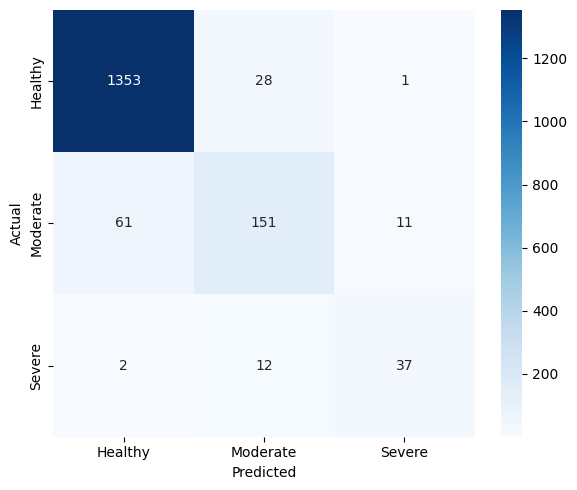 Healthy
1353 28 1
1200
1000
Actual
Moderate
61 151 11
800
600
400
Severe
2 12 37
200
Healthy Moderate Severe
Predicted